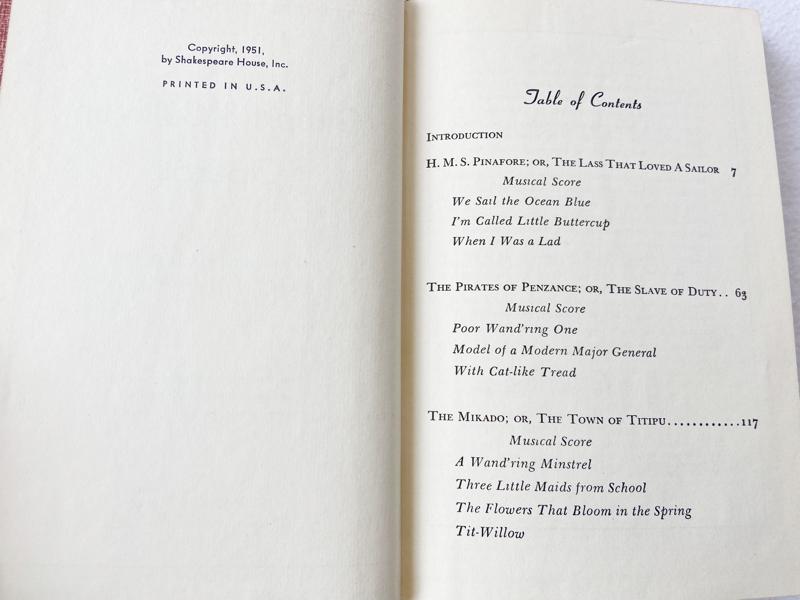 Copyright, 1951,
by Shakespeare House, Inc.
PRINTED IN U.S.A.
Table of Contents
INTRODUCTION
H. M. S. PINAFORE; OR, THE LASS THAT LOVED A SAILOR 7
Musical Score
We Sail the Ocean Blue
I'm Called Little Buttercup
When I Was a Lad
THE PIRATES OF PENZANCE; OR, THE SLAVE OF DUTY.. 63
Musical Score
Poor Wand'ring One
Model of a Modern Major General
With Cat-like Tread
THE MIKADO; OR, THE TOWN OF TITIPU............117
Musical Score
A Wand'ring Minstrel
Three Little Maids from School
The Flowers That Bloom in the Spring
Tit-Willow